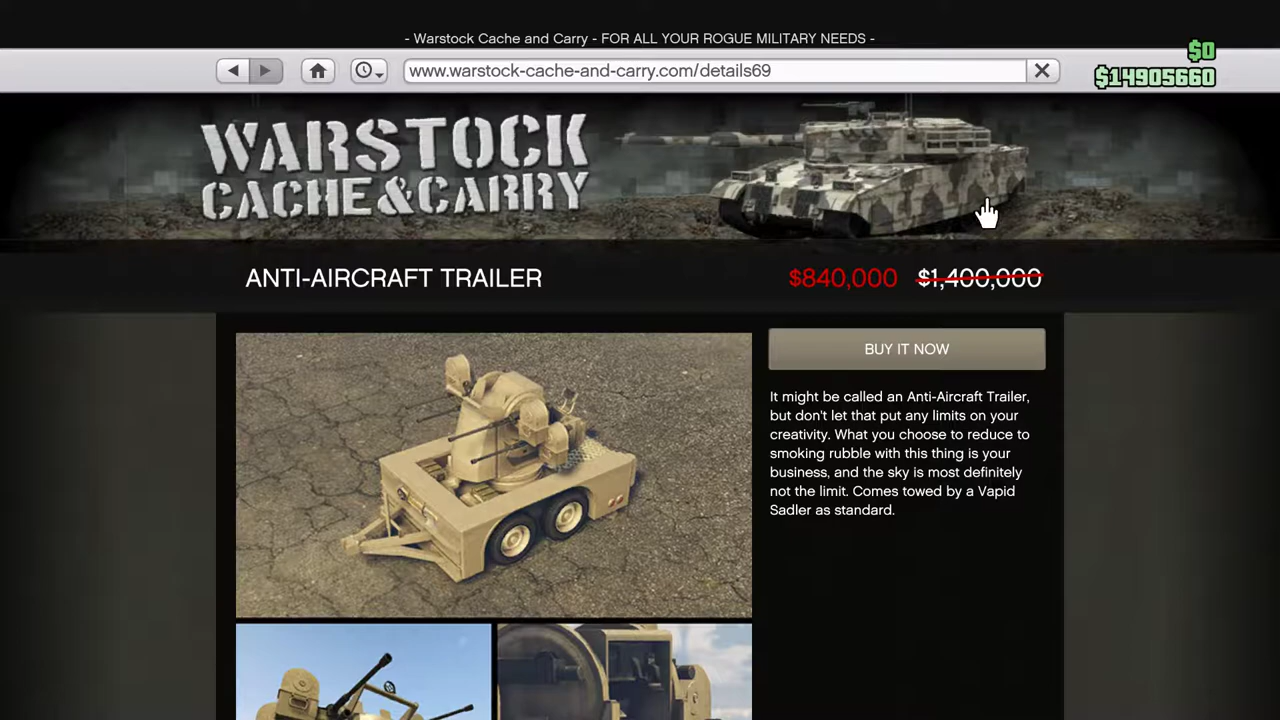 - Warstock Cache and Carry - FOR ALL YOUR ROGUE MILITARY NEEDS -
$0
www.warstock-cache-and-carry.com/details69
$14905660
WARSTOCK
CACHE&CARRY
ANTI-AIRCRAFT TRAILER
$840,000 $1,400,000
BUY IT NOW
It might be called an Anti-Aircraft Trailer,
but don't let that put any limits on your
creativity. What you choose to reduce to
smoking rubble with this thing is your
business, and the sky is most definitely
not the limit. Comes towed by a Vapid
Sadler as standard.